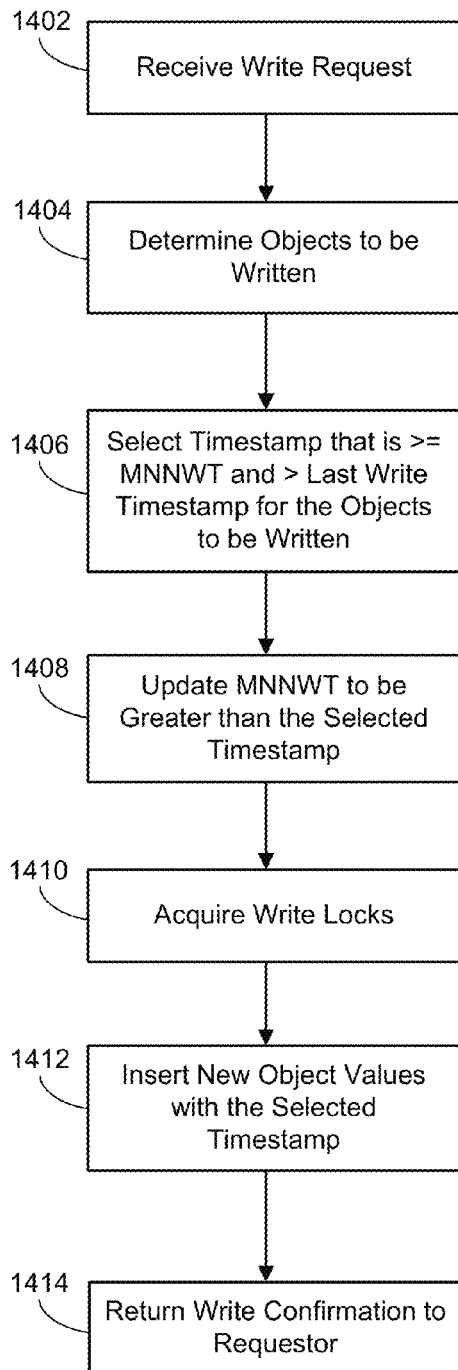 1402
Receive Write Request
1404
Determine Objects to be
Written
1406
Select Timestamp that is >=
MNNWT and > Last Write
Timestamp for the Objects
to be Written
1408
Update MNNWT to be
Greater than the Selected
Timestamp
1410
Acquire Write Locks
1412
Insert New Object Values
with the Selected
Timestamp
1414
Return Write Confirmation to
Requestor